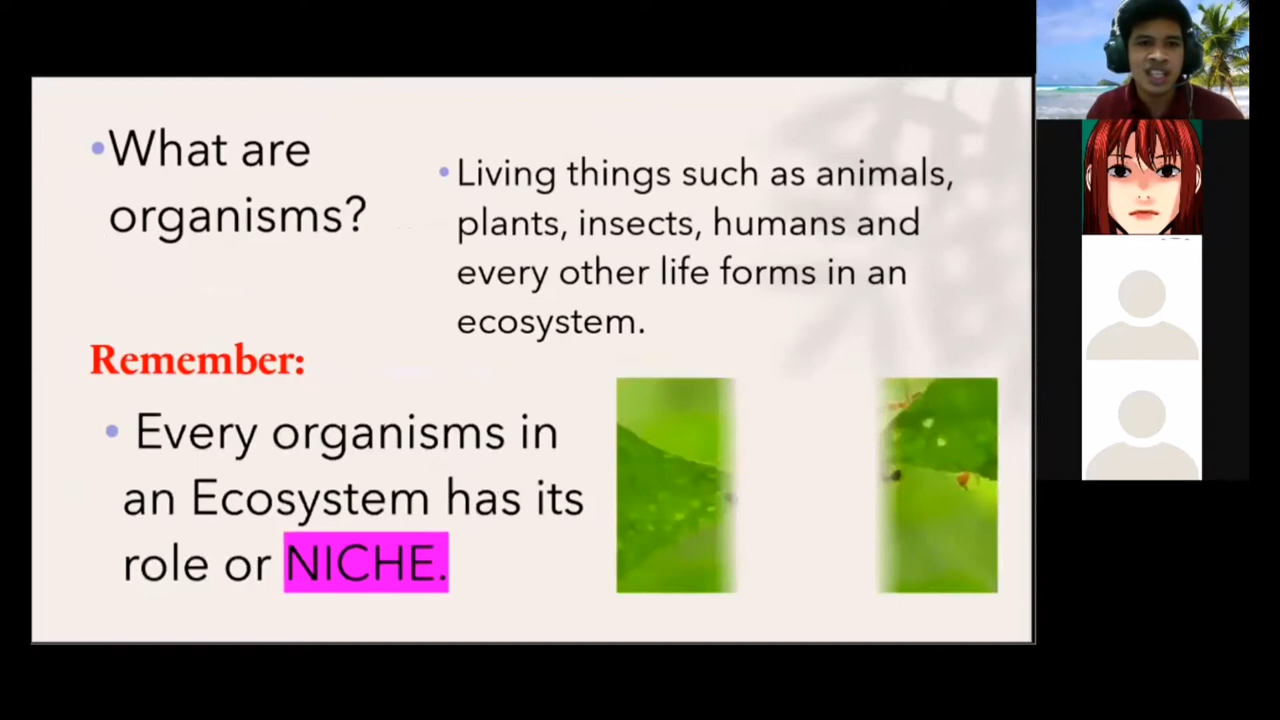 What are
organisms?
Living things such as animals,
plants, insects, humans and
every other life forms in an
ecosystem.
Remember:
Every organisms in
an Ecosystem has its
role or NICHE.